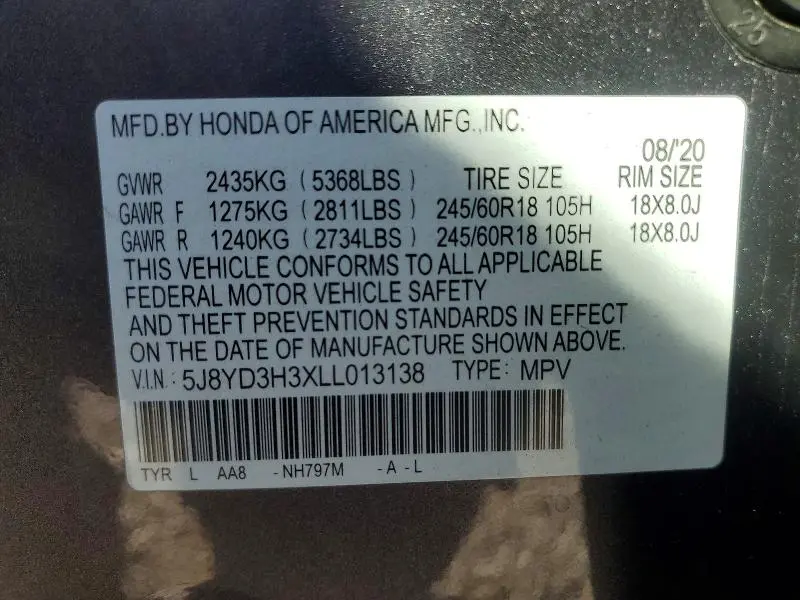 25
MFD.BY HONDA OF AMERICA MFG.,INC.
08/'20
GVWR 2435KG (5368LBS) TIRE SIZE RIM SIZE
GAWR F 1275KG (2811LBS) 245/60R18 105H 18X8.0J
GAWR R 1240KG (2734LBS) 245/60R18 105H 18X8.0J
THIS VEHICLE CONFORMS TO ALL APPLICABLE
FEDERAL MOTOR VEHICLE SAFETY
AND THEFT PREVENTION STANDARDS IN EFFECT
ON THE DATE OF MANUFACTURE SHOWN ABOVE.
V.I.N: 5J8YD3H3XLL013138 TYPE: MPV
TYR L AA8 -NH797M -A-L